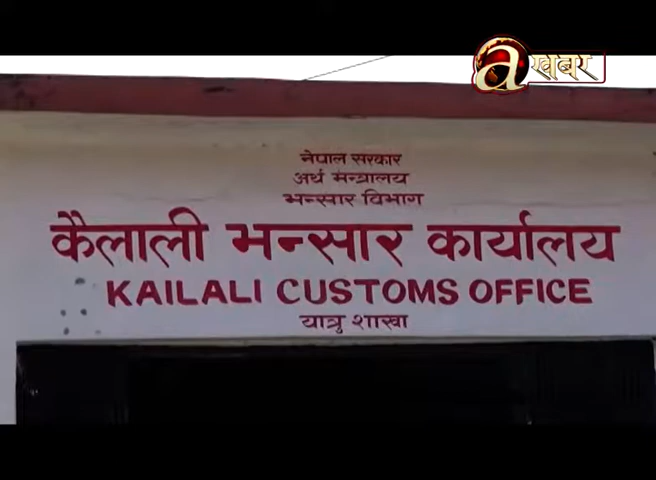 a खबर
नेपाल सरकार
अर्थ मन्त्रालय
भन्सार विभाग
कैलाली भन्सार कार्यालय
KAILALI CUSTOMS OFFICE
यात्रु शाखा